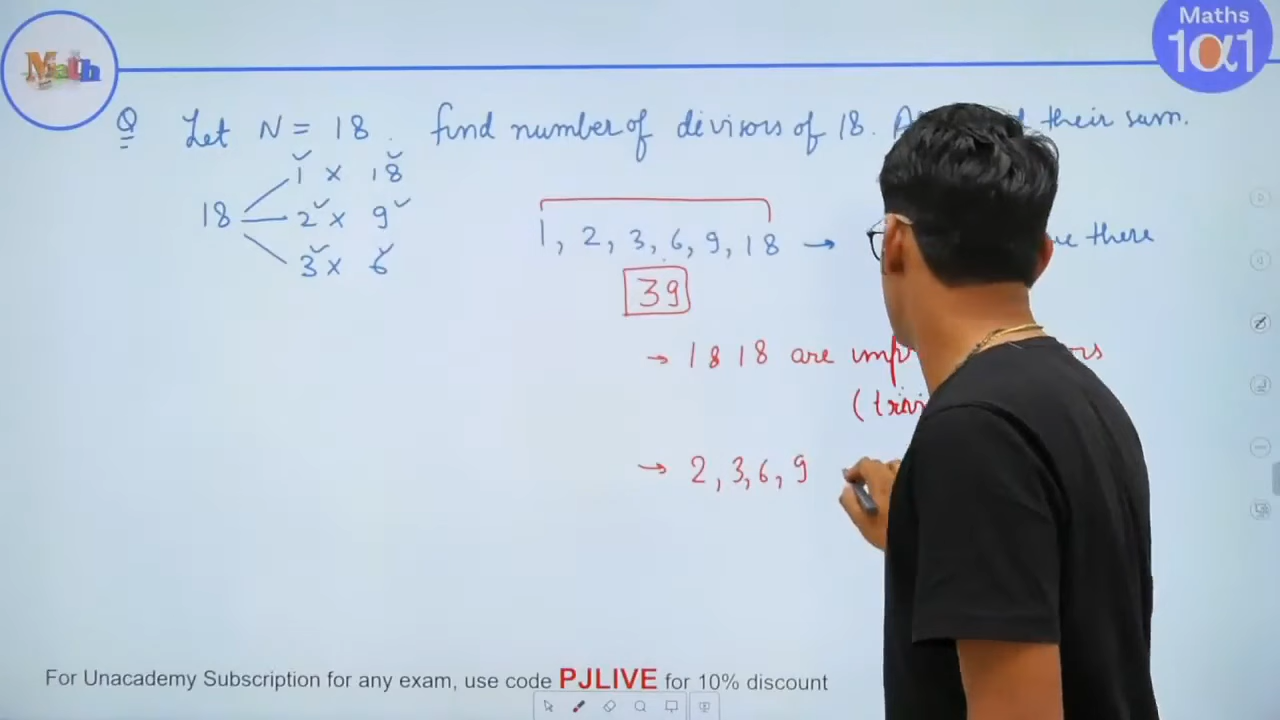 Math
Maths
101
Q Let N = 18. find number of divisors of 18. their sum.
1 × 18
18 2 × 9
3 × 6
1, 2, 3, 6, 9, 18 → there
39
→ 1 & 18 are
→ 2, 3, 6, 9
For Unacademy Subscription for any exam, use code PJLIVE for 10% discount